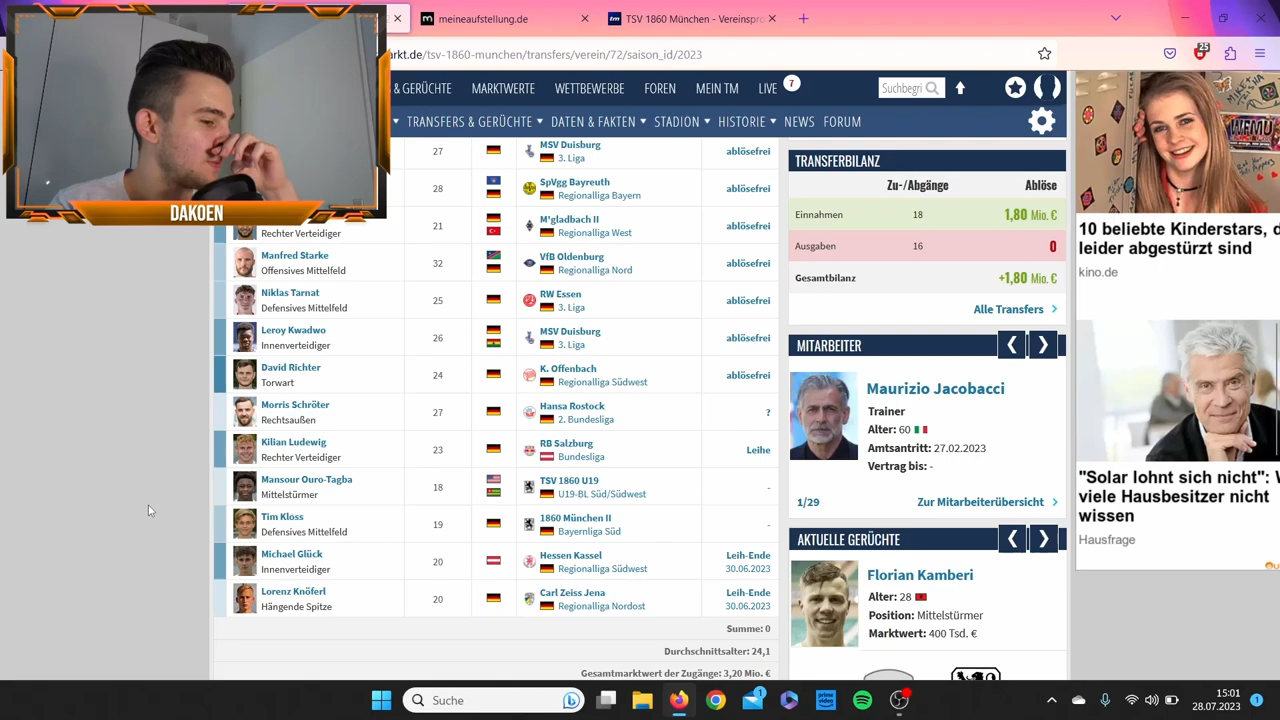 meineaufstellung.de
TSV 1860 München - Vereinsprof
rkt.de/tsv-1860-munchen/transfers/verein/72/saison_id/2023
25
& GERÜCHTE
MARKTWERTE
WETTBEWERBE
FOREN
MEIN TM
LIVE
7
Suchbegri
TRANSFERS & GERÜCHTE
DATEN & FAKTEN
STADION
HISTORIE
NEWS
FORUM
DAKOEN
27
MSV Duisburg
3. Liga
ablösefrei
28
SpVgg Bayreuth
Regionalliga Bayern
ablösefrei
Rechter Verteidiger
21
M'gladbach II
Regionalliga West
ablösefrei
Manfred Starke
Offensives Mittelfeld
32
VfB Oldenburg
Regionalliga Nord
ablösefrei
Niklas Tarnat
Defensives Mittelfeld
25
RW Essen
3. Liga
ablösefrei
Leroy Kwadwo
Innenverteidiger
26
MSV Duisburg
3. Liga
ablösefrei
David Richter
Torwart
24
K. Offenbach
Regionalliga Südwest
ablösefrei
Morris Schröter
Rechtsaußen
27
Hansa Rostock
2. Bundesliga
?
Kilian Ludewig
Rechter Verteidiger
23
RB Salzburg
Bundesliga
Leihe
Mansour Ouro-Tagba
Mittelstürmer
18
TSV 1860 U19
U19-BL Süd/Südwest
-
Tim Kloss
Defensives Mittelfeld
19
1860 München II
Bayernliga Süd
-
Michael Glück
Innenverteidiger
20
Hessen Kassel
Regionalliga Südwest
Leih-Ende
30.06.2023
Lorenz Knöferl
Hängende Spitze
20
Carl Zeiss Jena
Regionalliga Nordost
Leih-Ende
30.06.2023
Summe: 0
Durchschnittsalter: 24,1
Gesamtmarktwert der Zugänge: 3,20 Mio. €
TRANSFERBILANZ
Zu-/Abgänge
Ablöse
Einnahmen
18
1,80 Mio. €
Ausgaben
16
0
Gesamtbilanz
+1,80 Mio. €
Alle Transfers
MITARBEITER
Maurizio Jacobacci
Trainer
Alter: 60
Amtsantritt: 27.02.2023
Vertrag bis: -
1/29
Zur Mitarbeiterübersicht
AKTUELLE GERÜCHTE
Florian Kamberi
Alter: 28
Position: Mittelstürmer
Marktwert: 400 Tsd. €
10 beliebte Kinderstars, d
leider abgestürzt sind
kino.de
"Solar lohnt sich nicht": W
viele Hausbesitzer nicht
wissen
Hausfrage
Suche
1
prime video
15:01
28.07.2023
1